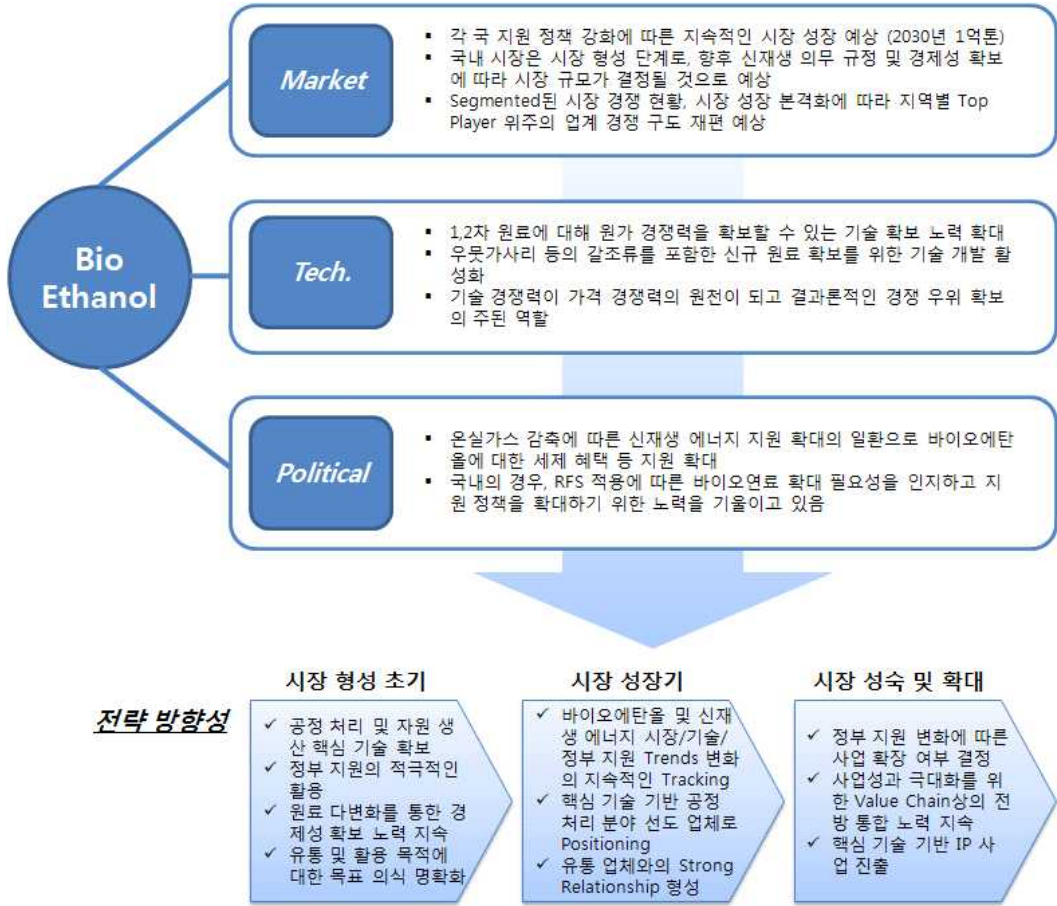 ▪ 각 국 지원 정책 강화에 따른 지속적인 시장 성장 예상 (2030년 1억톤)
▪ 국내 시장은 시장 형성 단계로, 향후 신재생 의무 규정 및 경제성 확보
에 따라 시장 규모가 결정될 것으로 예상
▪ Segmented된 시장 경쟁 현황, 시장 성장 본격화에 따라 지역별 Top
Player 위주의 업계 경쟁 구도 재편 예상
Market
Bio
Ethanol
▪ 1,2차 원료에 대해 원가 경쟁력을 확보할 수 있는 기술 확보 노력 확대
▪ 우뭇가사리 등의 갈조류를 포함한 신규 원료 확보를 위한 기술 개발 활
성화
▪ 기술 경쟁력이 가격 경쟁력의 원천이 되고 결과론적인 경쟁 우위 확보
의 주된 역할
Tech.
▪ 온실가스 감축에 따른 신재생 에너지 지원 확대의 일환으로 바이오에탄
올에 대한 세제 혜택 등 지원 확대
▪ 국내의 경우, RFS 적용에 따른 바이오연료 확대 필요성을 인지하고 지
원 정책을 확대하기 위한 노력을 기울이고 있음
Political
전략 방향성
시장 형성 초기
✓ 공정 처리 및 자원 생
산 핵심 기술 확보
✓ 정부 지원의 적극적인
활용
✓ 원료 다변화를 통한 경
제성 확보 노력 지속
✓ 유통 및 활용 목적에
대한 목표 의식 명확화
시장 성장기
✓ 바이오에탄올 및 신재
생 에너지 시장/기술/
정부 지원 Trends 변화
의 지속적인 Tracking
✓ 핵심 기술 기반 공정
처리 분야 선도 업체로
Positioning
✓ 유통 업체와의 Strong
Relationship 형성
시장 성숙 및 확대
✓ 정부 지원 변화에 따른
사업 확장 여부 결정
✓ 사업성과 극대화를 위
한 Value Chain상의 전
방 통합 노력 지속
✓ 핵심 기술 기반 IP 사
업 진출